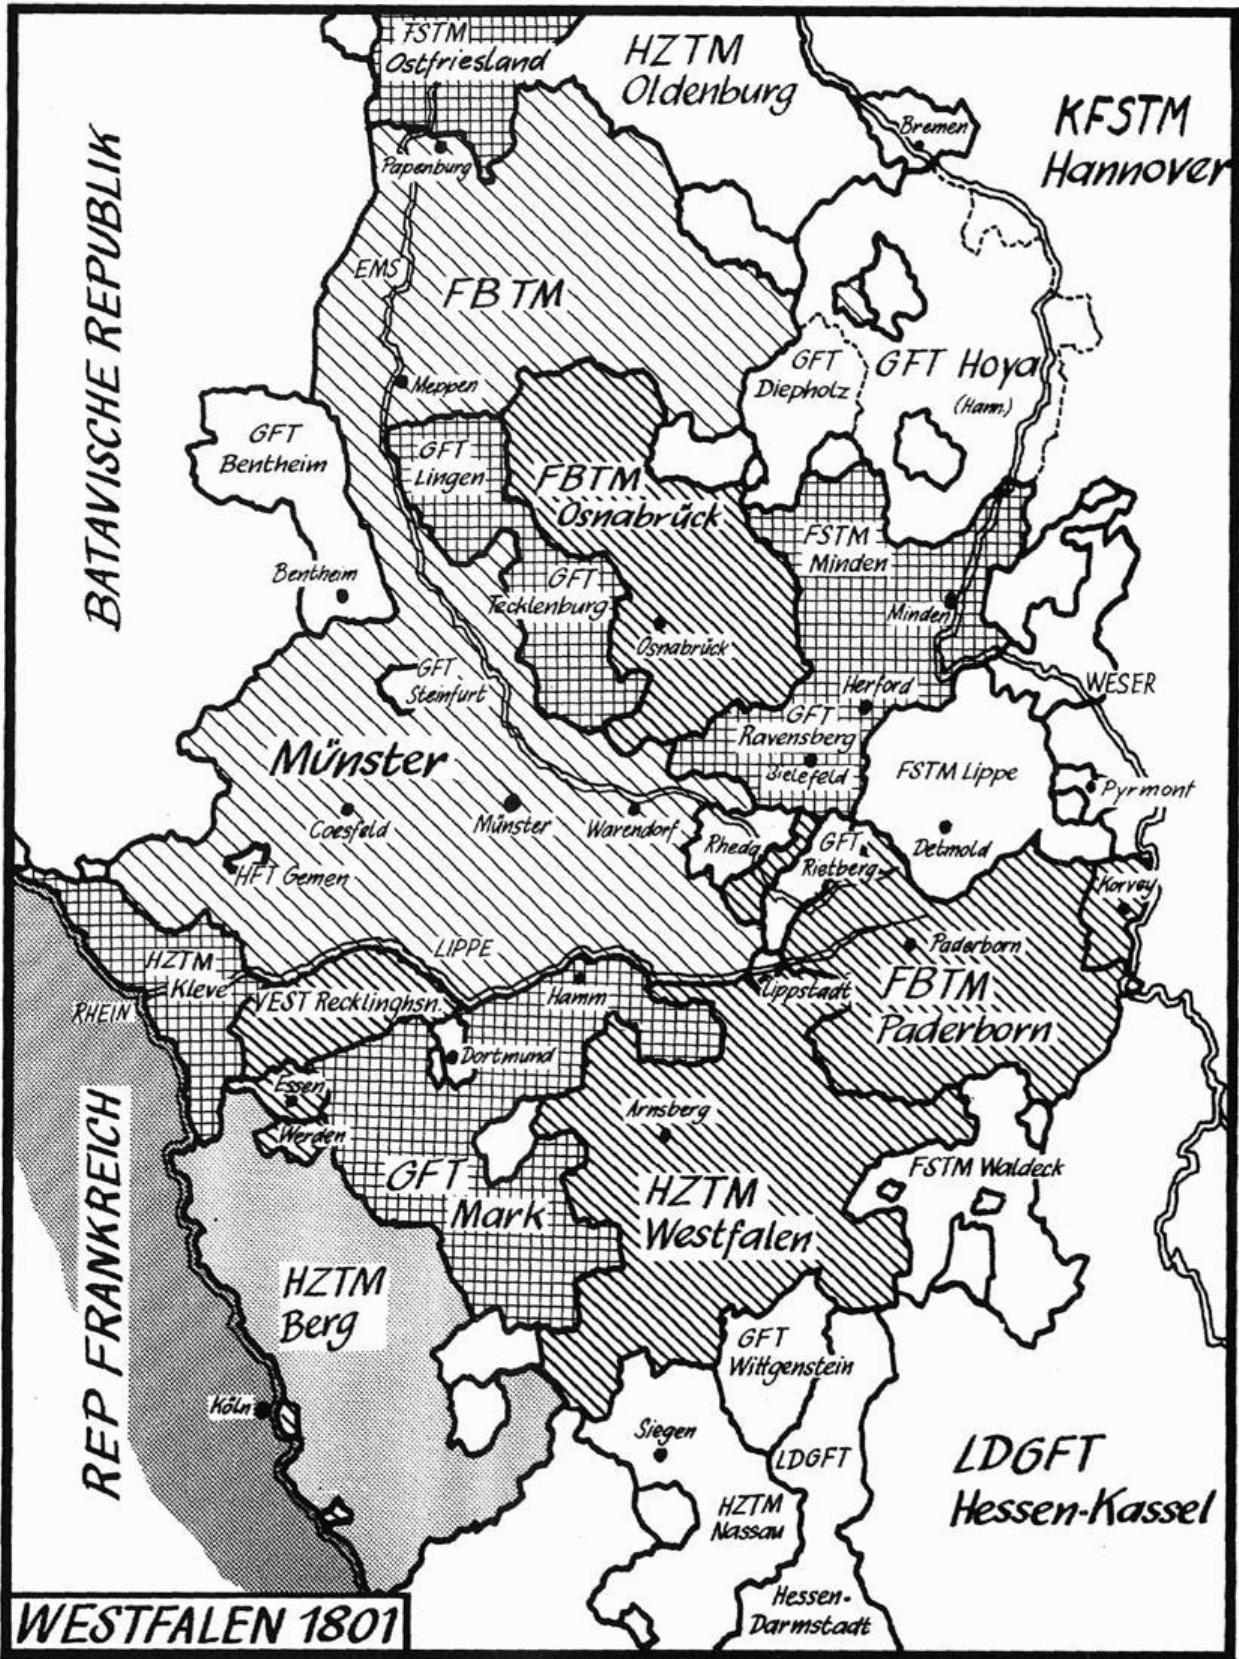 FSTM
Ostfriesland
HZTM
Oldenburg
Bremen
KFSTM
Hannover
Papenburg
BATAVISCHE REPUBLIK
EMS
FBTM
Meppen
GFT
Diepholz
GFT Hoya
(Hann.)
GFT
Bentheim
GFT
Lingen
FBTM
Osnabrück
FSTM
Minden
Bentheim
GFT
Tecklenburg
Minden
Osnabrück
GFT
Steinfurt
Herford
WESER
GFT
Ravensberg
Bielefeld
Münster
FSTM Lippe
Pyrmont
Coesfeld
Münster
Warendorf
Rheda
GFT
Rietberg
Detmold
HFT Gemen
Korvey
LIPPE
Paderborn
HZTM
Kleve
VEST Recklinghsn.
Hamm
Lippstadt
FBTM
Paderborn
RHEIN
Dortmund
Essen
Arnsberg
Werden
FSTM Waldeck
GFT
Mark
HZTM
Westfalen
REP FRANKREICH
HZTM
Berg
GFT
Wittgenstein
Köln
Siegen
LDGFT
LDGFT
Hessen-Kassel
HZTM
Nassau
Hessen-
Darmstadt
WESTFALEN 1801